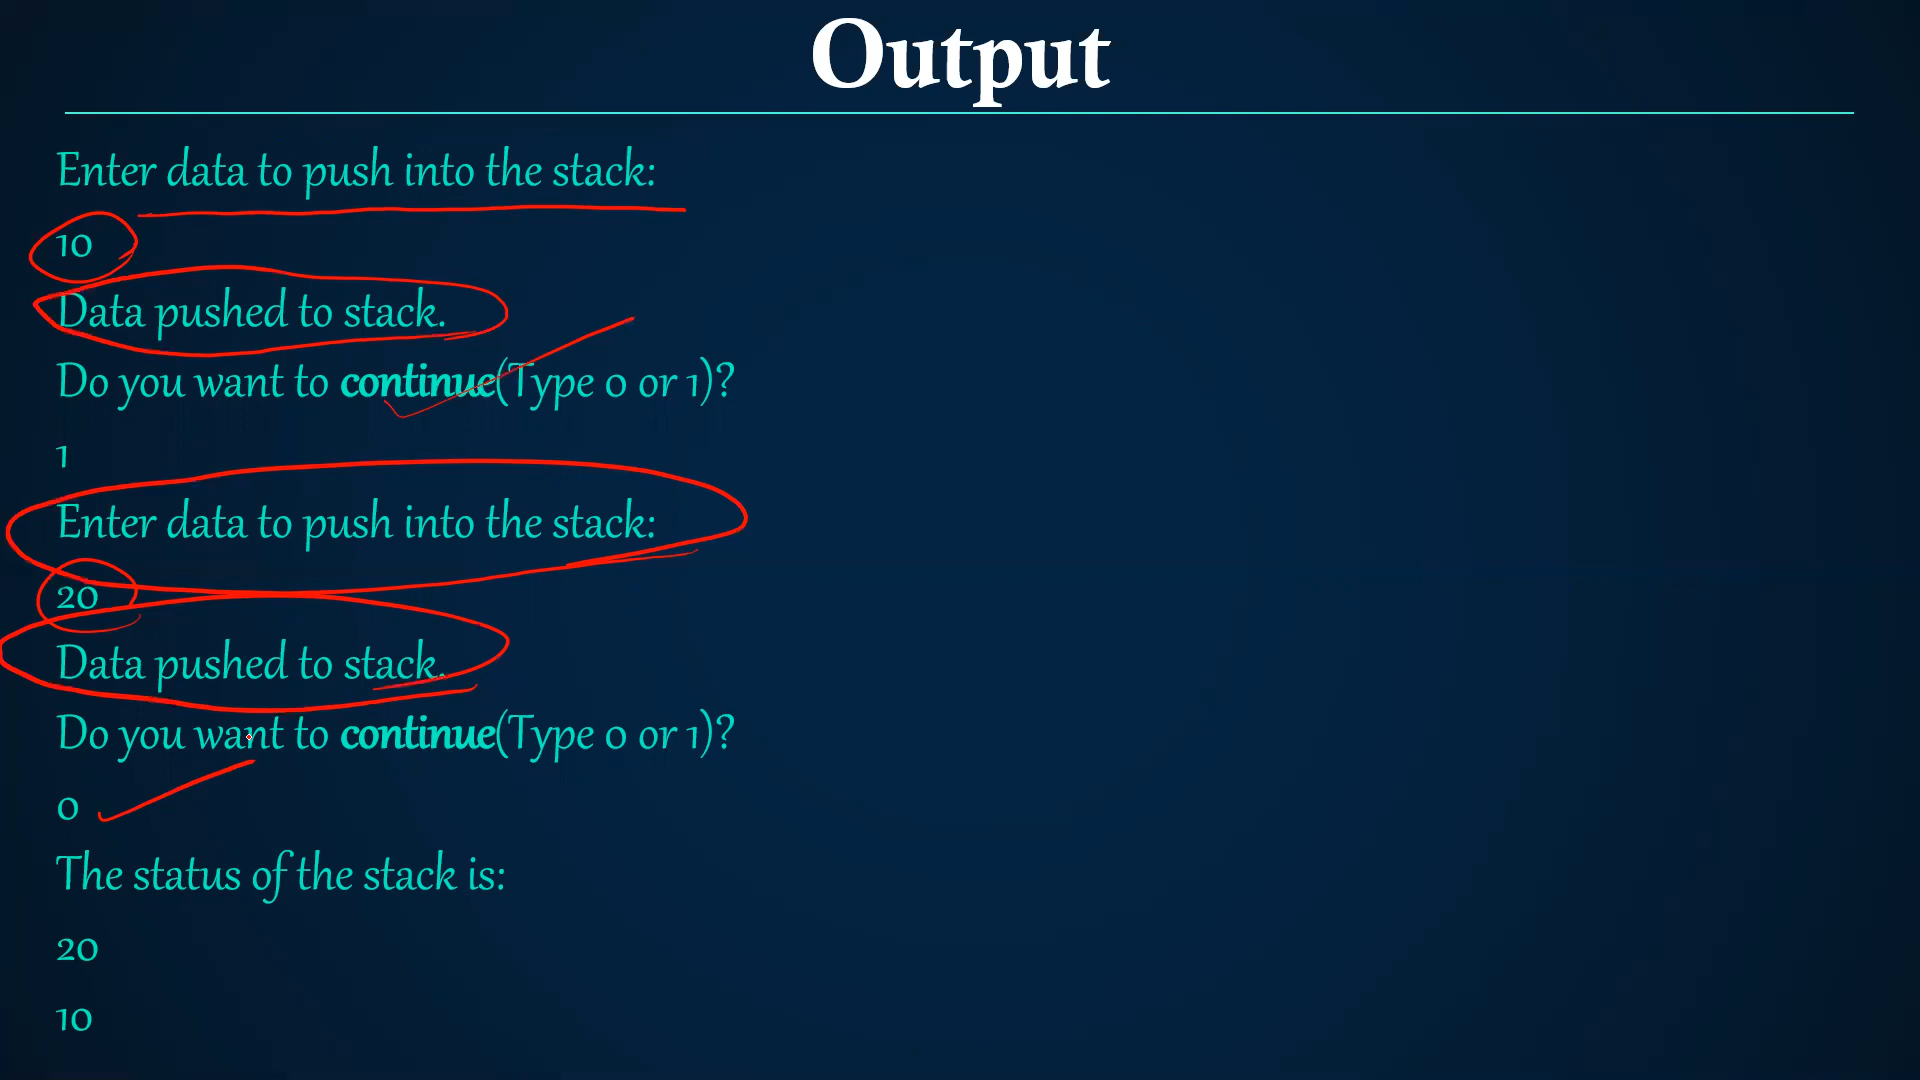 Output
Enter data to push into the stack:
10
Data pushed to stack.
Do you want to continue(Type 0 or 1)?
1
Enter data to push into the stack:
20
Data pushed to stack.
Do you want to continue(Type 0 or 1)?
0
The status of the stack is:
20
10